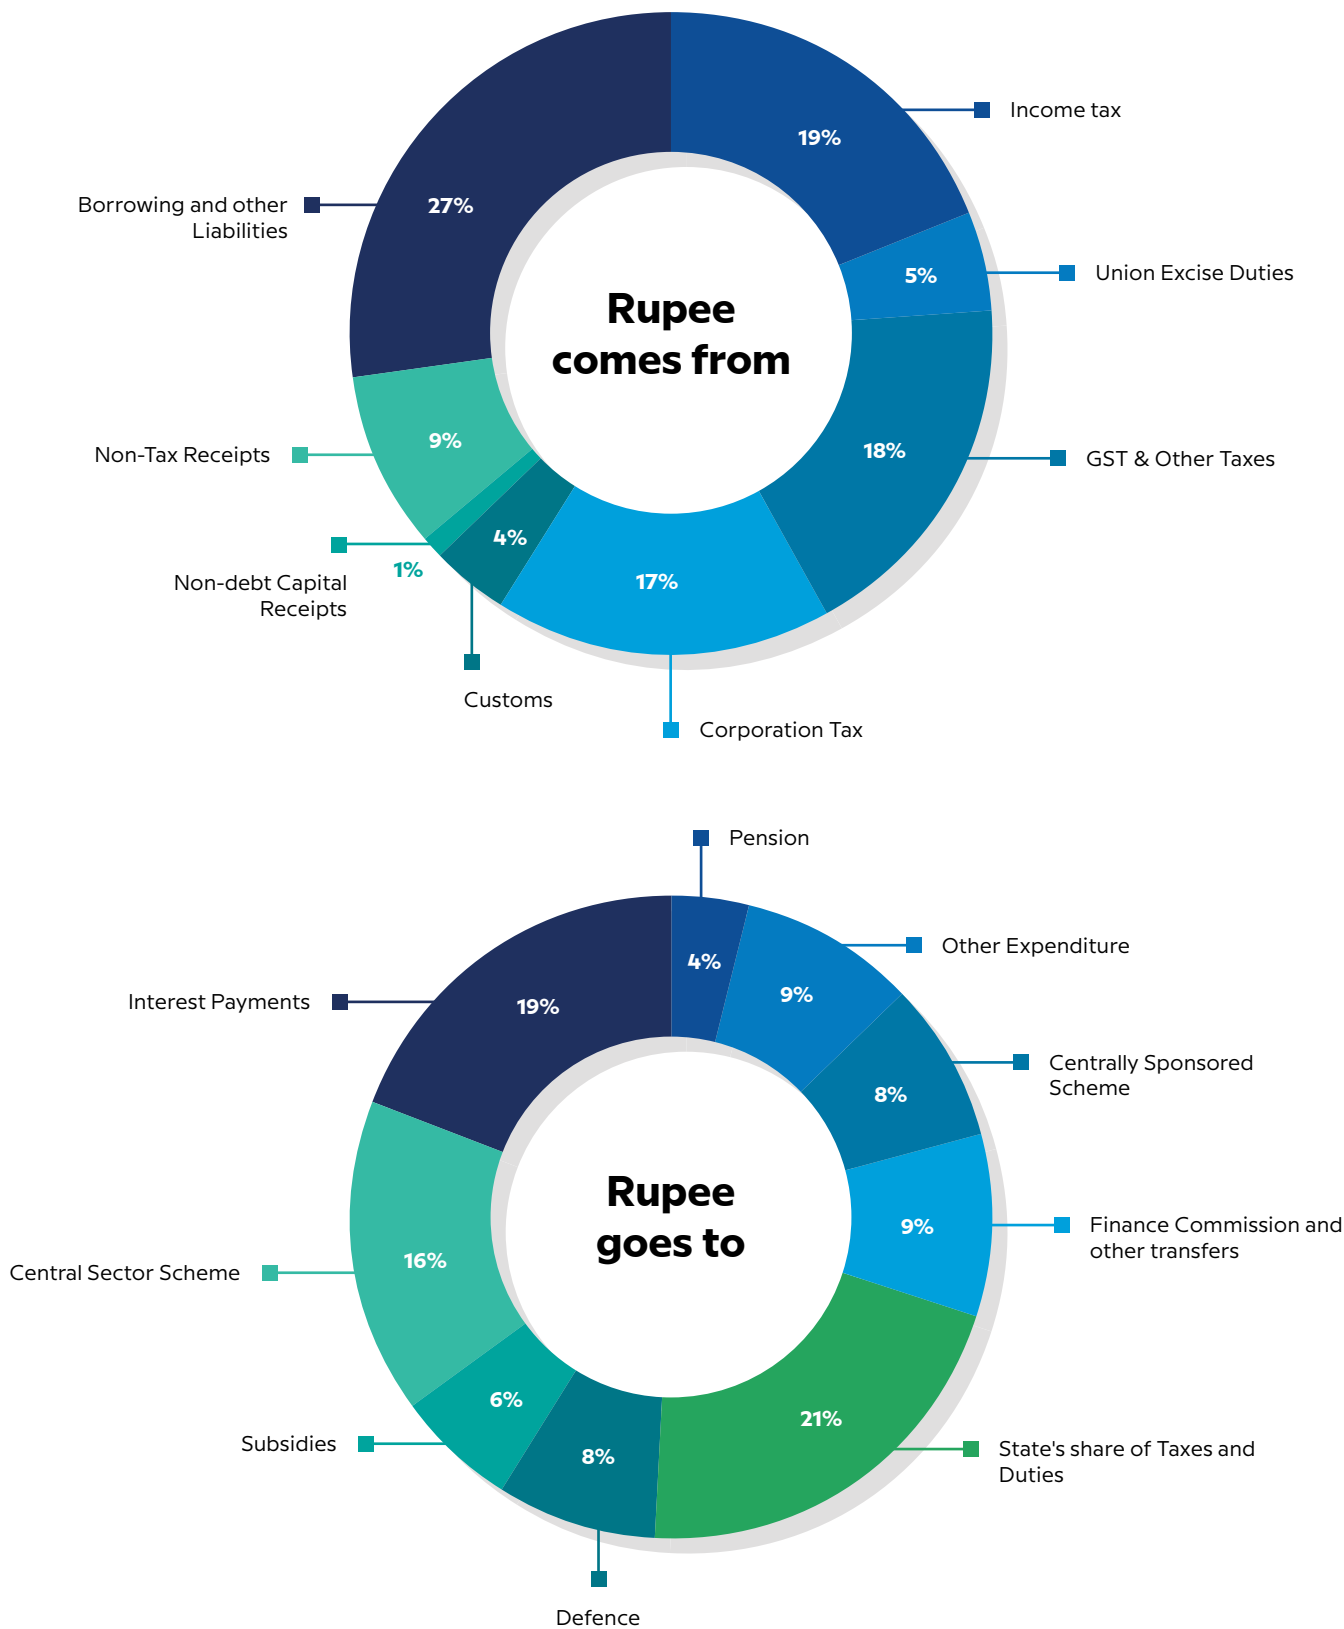 Income tax
19%
Borrowing and other
Liabilities
27%
Union Excise Duties
5%
Rupee
comes from
Non-Tax Receipts
9%
18%
GST & Other Taxes
Non-debt Capital
Receipts
1%
4%
17%
Customs
Corporation Tax
Pension
4%
Other Expenditure
9%
Interest Payments
19%
Centrally Sponsored
Scheme
8%
Rupee
goes to
Finance Commission and
other transfers
9%
Central Sector Scheme
16%
Subsidies
6%
21%
State's share of Taxes and
Duties
8%
Defence